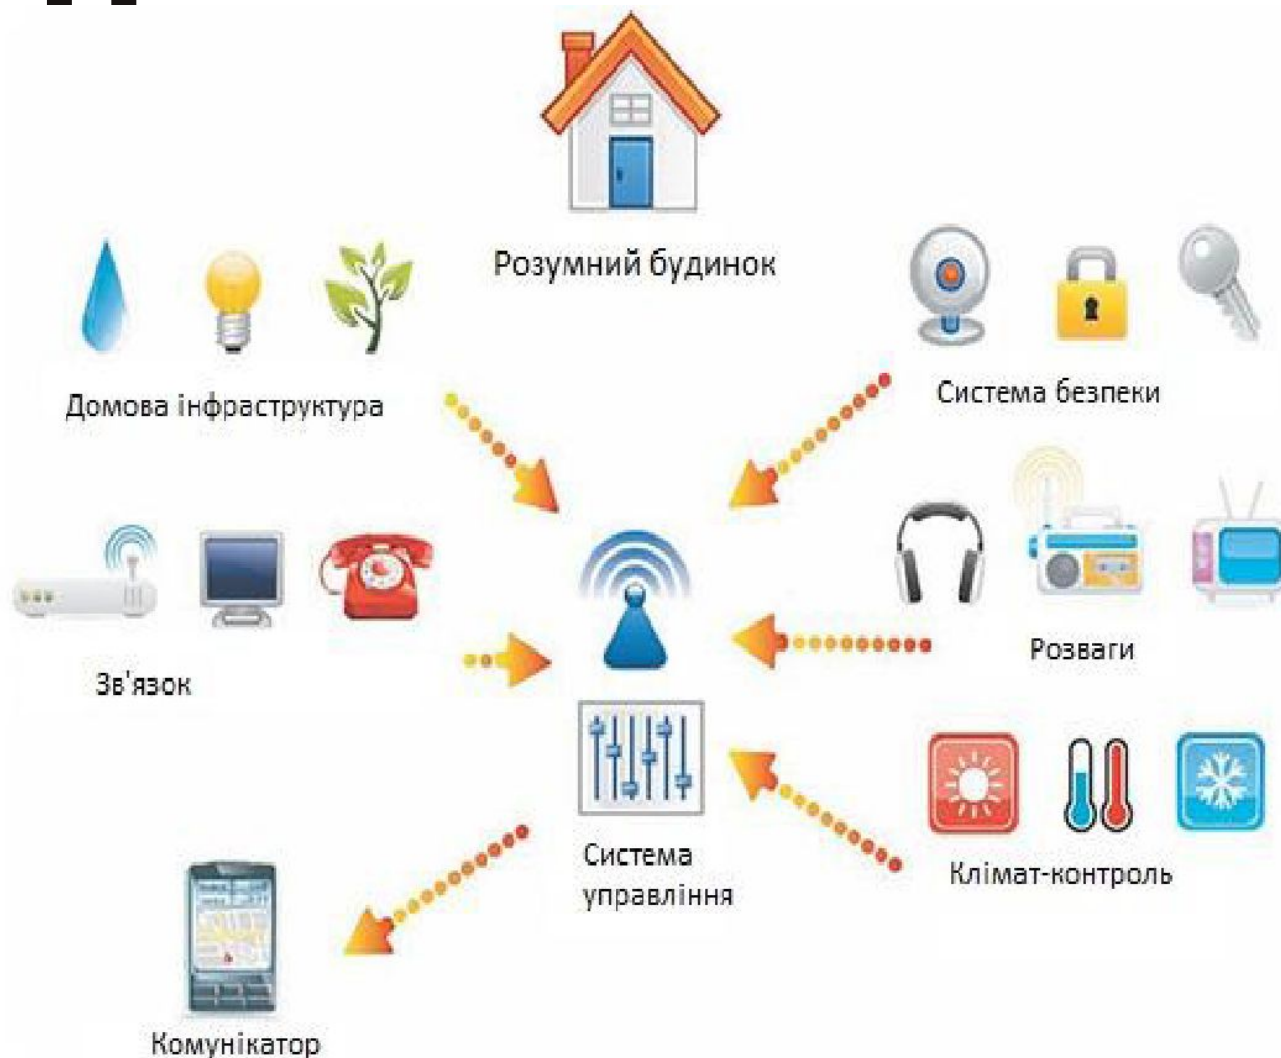 Розумний будинок
Домова інфраструктура
Система безпеки
Зв'язок
Розваги
Система
управління
Клімат-контроль
Комунікатор